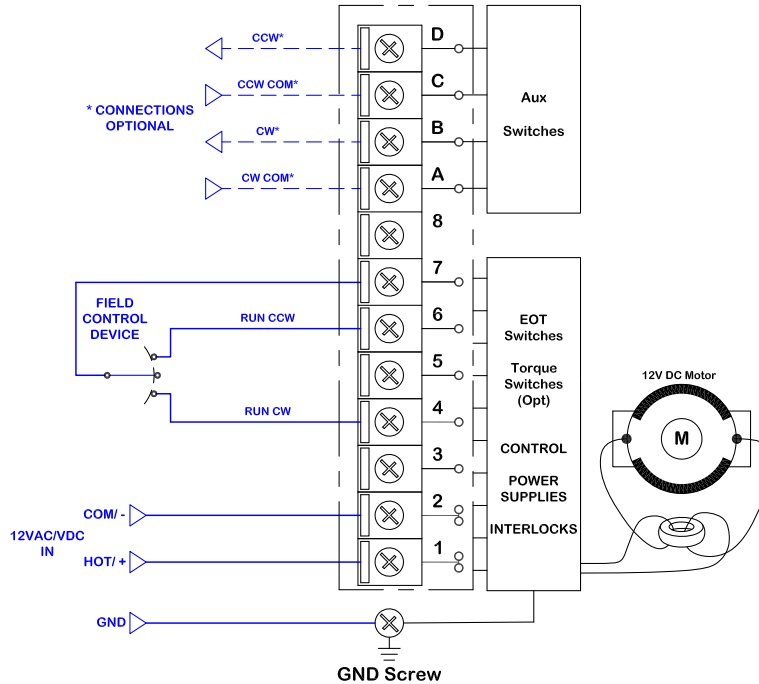 CCW*
D
CCW COM*
C
* CONNECTIONS
OPTIONAL
CW*
B
CW COM*
A
Aux
Switches
8
7
FIELD
CONTROL
DEVICE
RUN CCW
6
5
RUN CW
4
3
EOT
Switches
Torque
Switches
(Opt)
CONTROL
POWER
SUPPLIES
INTERLOCKS
12V DC Motor
M
12VAC/VDC
IN
COM/ -
2
HOT/ +
1
GND
GND Screw